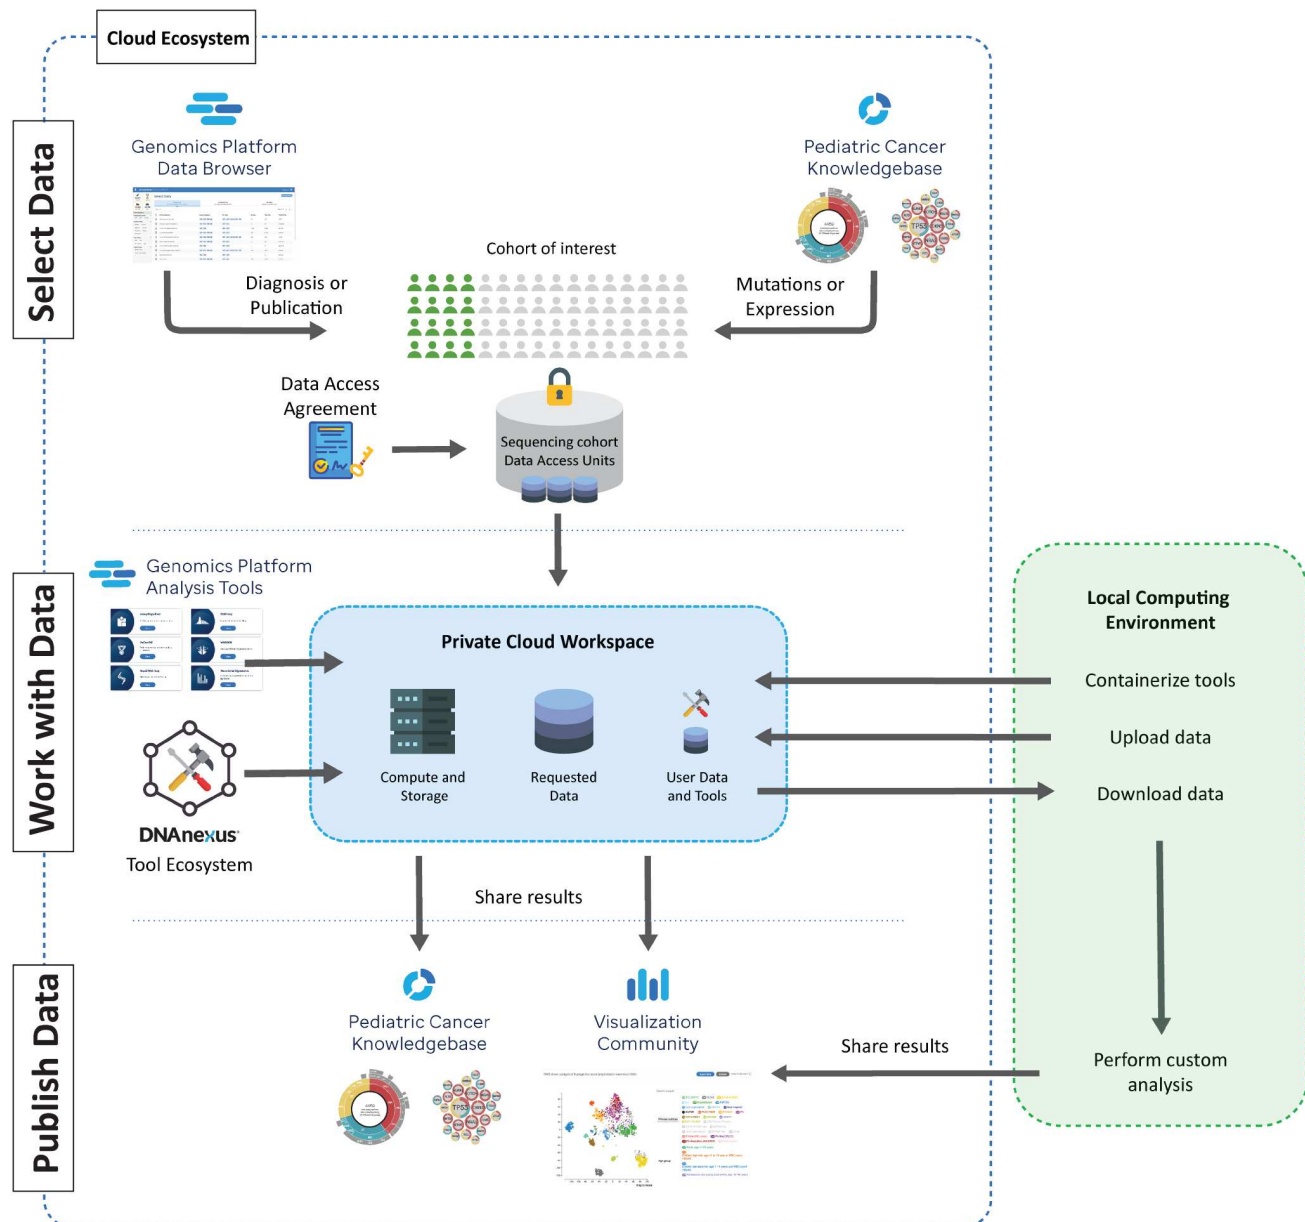 Cloud Ecosystem
Select Data
Genomics Platform
Data Browser
Pediatric Cancer
Knowledgebase
TP53
Cohort of interest
Diagnosis or
Publication
Mutations or
Expression
Data Access
Agreement
Sequencing cohort
Data Access Units
Work with Data
Genomics Platform
Analysis Tools
Private Cloud Workspace
Compute and
Storage
Requested
Data
User Data
and Tools
DNAnexus
Tool Ecosystem
Local Computing
Environment
Containerize tools
Upload data
Download data
Share results
Publish Data
Pediatric Cancer
Knowledgebase
TP53
Visualization
Community
Share results
Perform custom
analysis